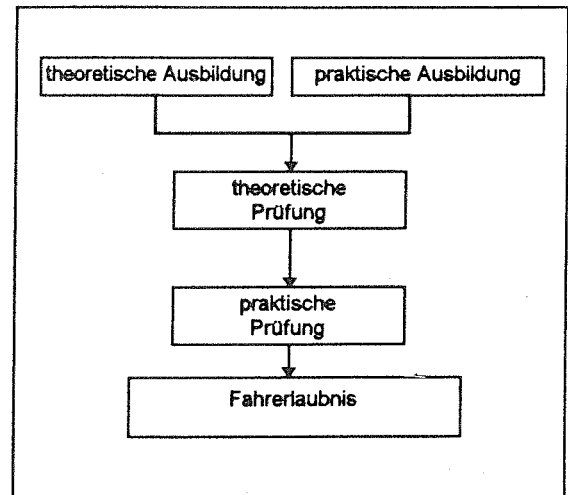 theoretische Ausbildung
praktische Ausbildung
theoretische
Prüfung
praktische
Prüfung
Fahrerlaubnis